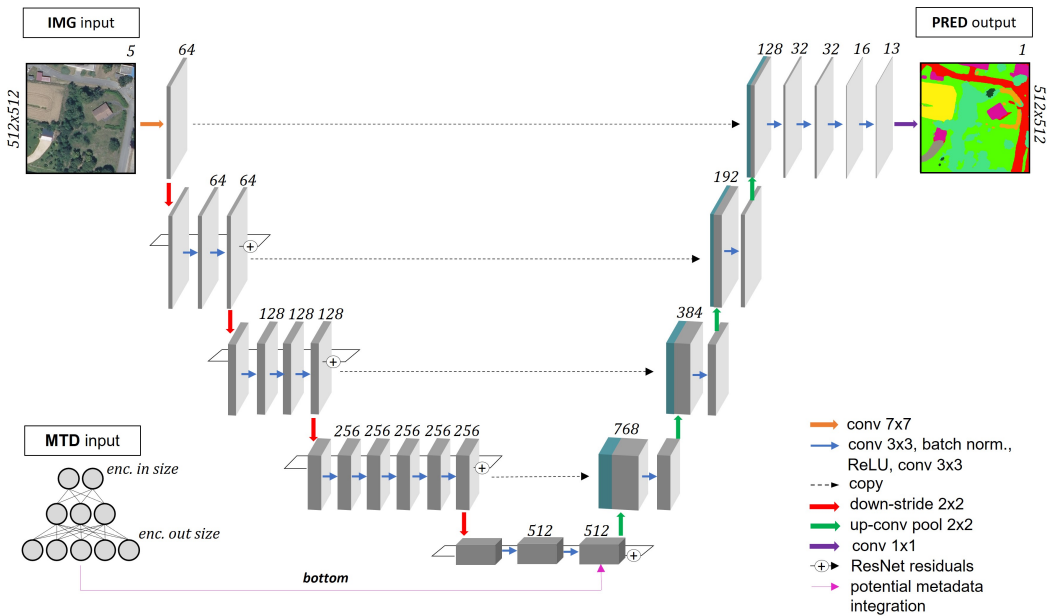 IMG input
5
512x512
64
128 32 32 16 13
PRED output
1
512x512
64 64
192
128 128 128
384
MTD input
enc. in size
enc. out size
256 256 256 256 256
768
512 512
bottom
conv 7x7
conv 3x3, batch norm.,
ReLU, conv 3x3
copy
down-stride 2x2
up-conv pool 2x2
conv 1x1
ResNet residuals
potential metadata
integration